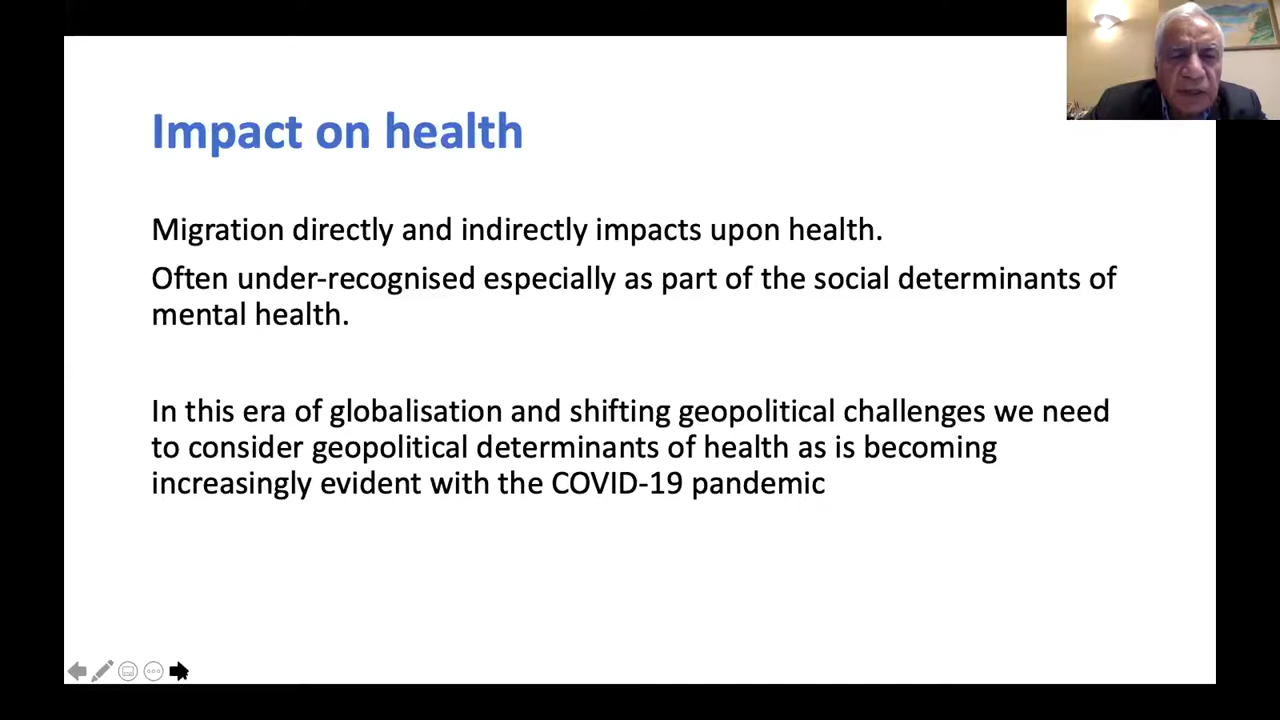 Impact on health
Migration directly and indirectly impacts upon health.
Often under-recognised especially as part of the social determinants of
mental health.
In this era of globalisation and shifting geopolitical challenges we need
to consider geopolitical determinants of health as is becoming
increasingly evident with the COVID-19 pandemic